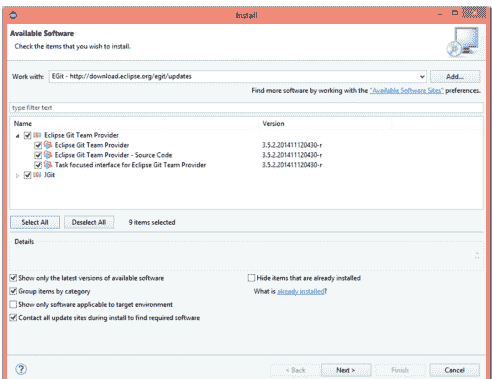 Install
Available Software
Check the items that you wish to install.
Work with: EGit - http://download.eclipse.org/egit/updates Add...
Find more software by working with the "Available Software Sites" preferences.
type filter text
Name Version
Eclipse Git Team Provider
Eclipse Git Team Provider 3.5.2.201411120430-r
Eclipse Git Team Provider - Source Code 3.5.2.201411120430-r
Task focused interface for Eclipse Git Team Provider 3.5.2.201411120430-r
JGit
Select All Deselect All 9 items selected
Details
Show only the latest versions of available software Hide items that are already installed
Group items by category What is already installed?
Show only software applicable to target environment
Contact all update sites during install to find required software
? < Back Next > Finish Cancel